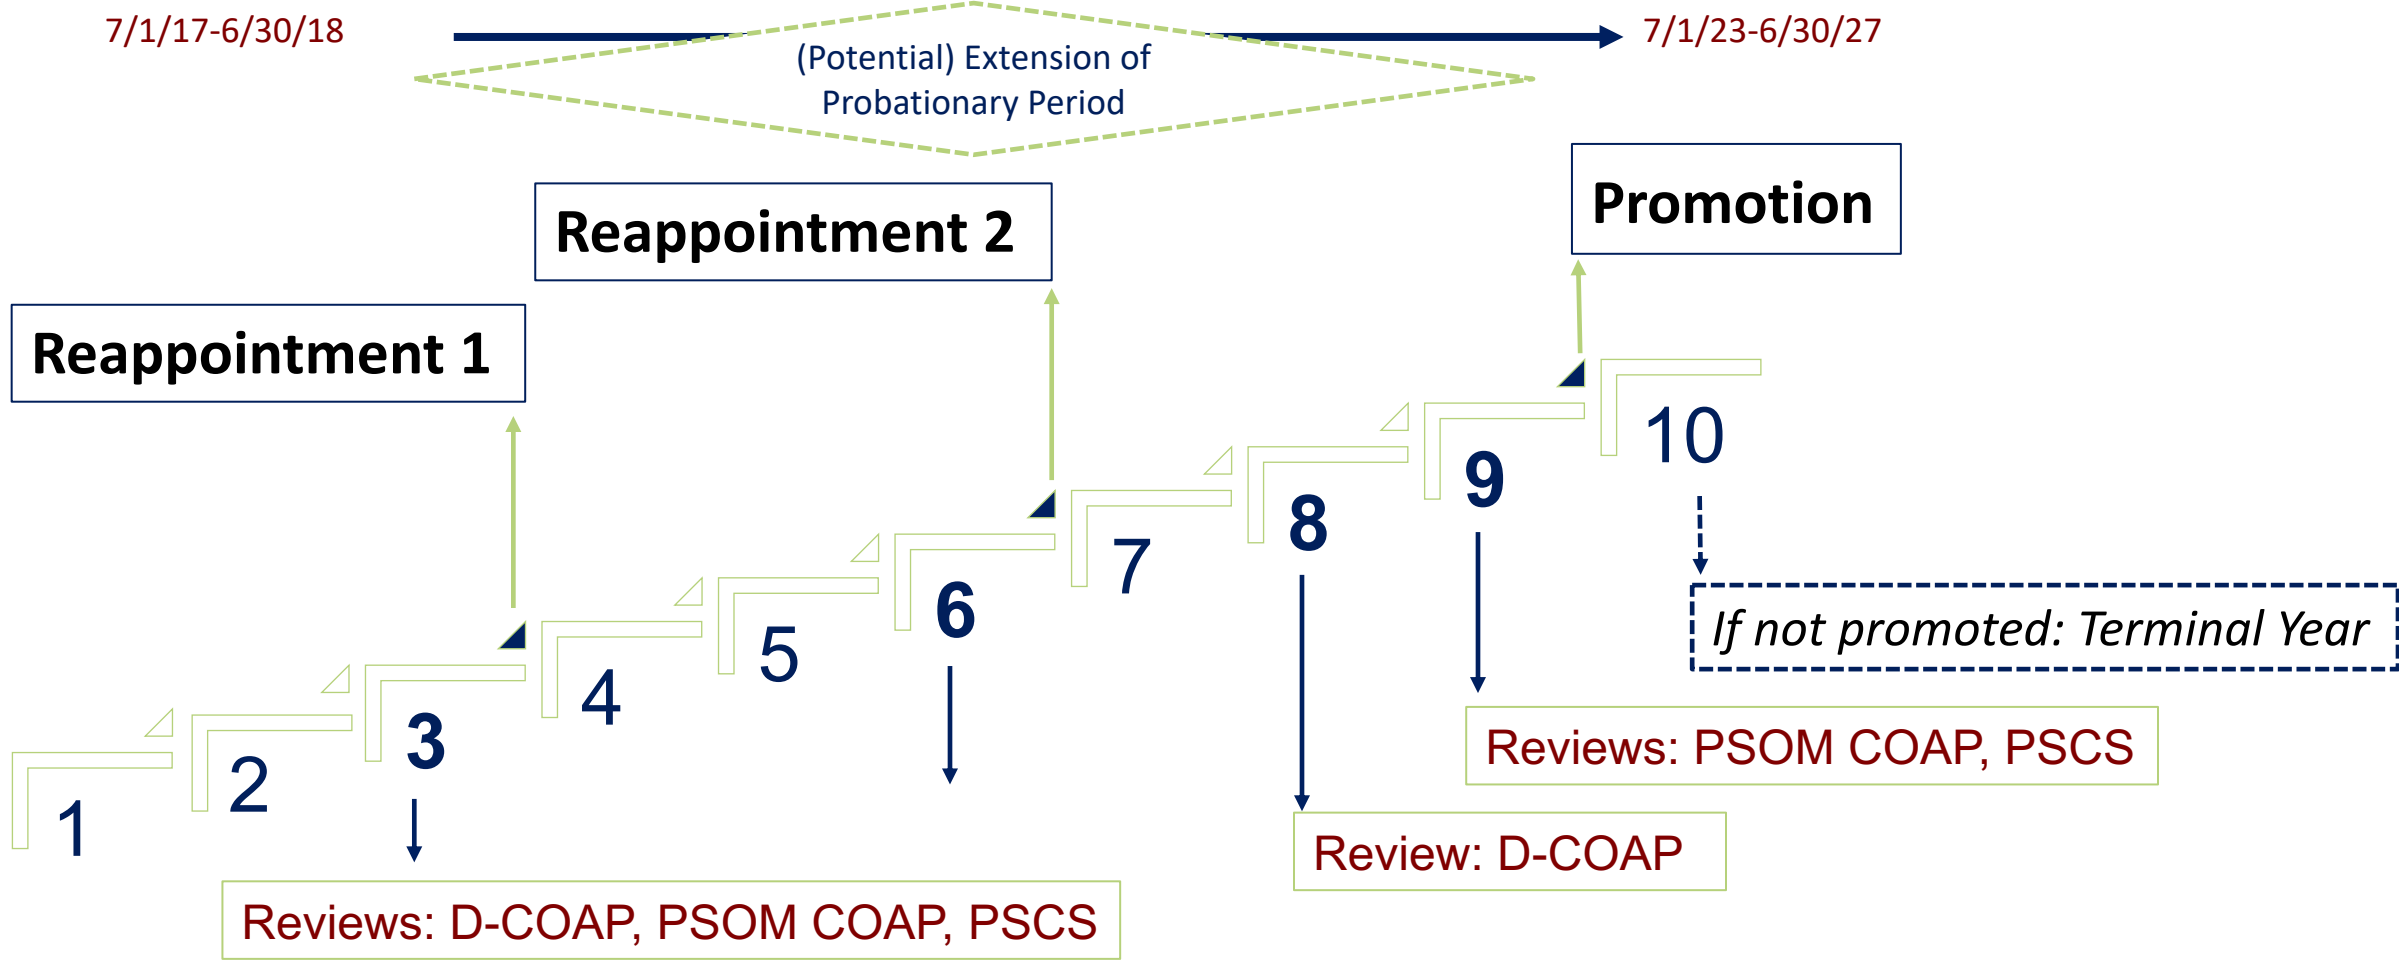 7/1/17-6/30/18
(Potential) Extension of
Probationary Period
7/1/23-6/30/27
Promotion
Reappointment 2
Reappointment 1
10
9
8
7
6
5
4
3
2
1
If not promoted: Terminal Year
Reviews: PSOM COAP, PSCS
Review: D-COAP
Reviews: D-COAP, PSOM COAP, PSCS